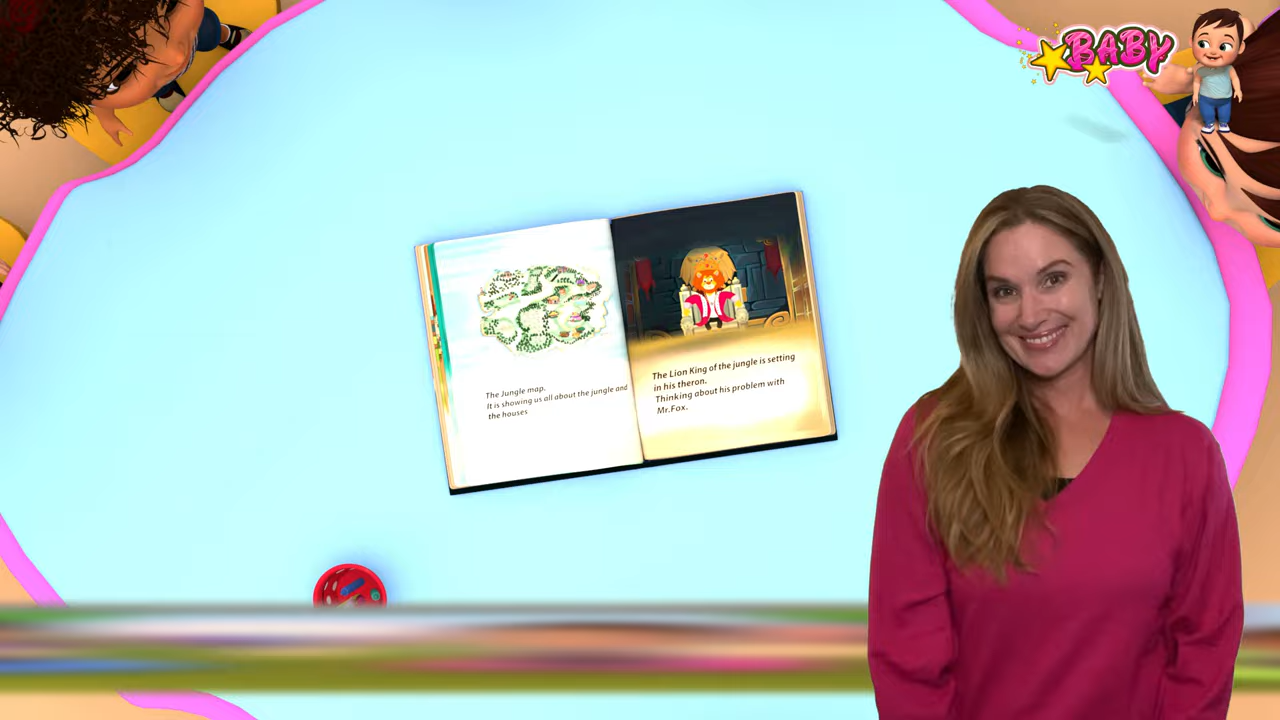 BABY
The Jungle map.
It is showing us all about the jungle and
the houses
The Lion King of the jungle is setting
in his theron.
Thinking about his problem with
Mr.Fox.